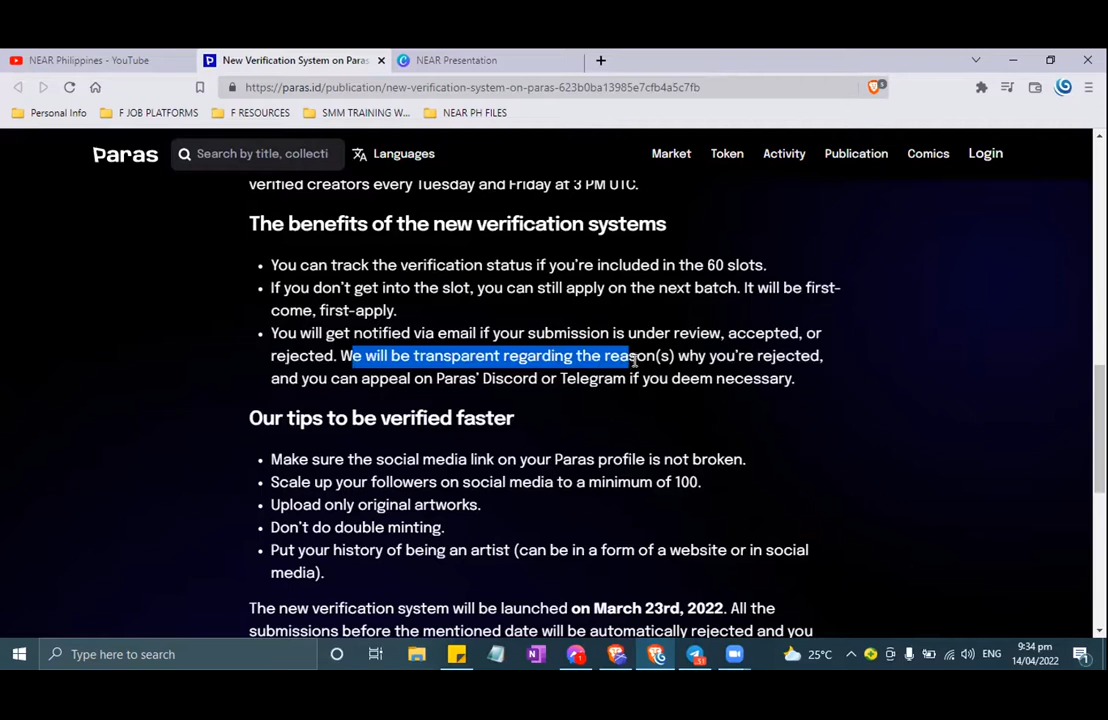 NEAR Philippines - YouTube
New Verification System on Paras
NEAR Presentation
https://paras.id/publication/new-verification-system-on-paras-623b0ba13985e7cfb4a5c7fb
1
Personal Info
F JOB PLATFORMS
F RESOURCES
SMM TRAINING W...
NEAR PH FILES
Paras
Search by title, collecti
Languages
Market
Token
Activity
Publication
Comics
Login
verified creators every Tuesday and Friday at 3 PM UTC.
The benefits of the new verification systems
• You can track the verification status if you’re included in the 60 slots.
• If you don’t get into the slot, you can still apply on the next batch. It will be first-
come, first-apply.
• You will get notified via email if your submission is under review, accepted, or
rejected. We will be transparent regarding the reason(s) why you’re rejected,
and you can appeal on Paras’ Discord or Telegram if you deem necessary.
Our tips to be verified faster
• Make sure the social media link on your Paras profile is not broken.
• Scale up your followers on social media to a minimum of 100.
• Upload only original artworks.
• Don’t do double minting.
• Put your history of being an artist (can be in a form of a website or in social
media).
The new verification system will be launched on March 23rd, 2022. All the
submissions before the mentioned date will be automatically rejected and you
Type here to search
25°C
ENG
9:34 pm
14/04/2022